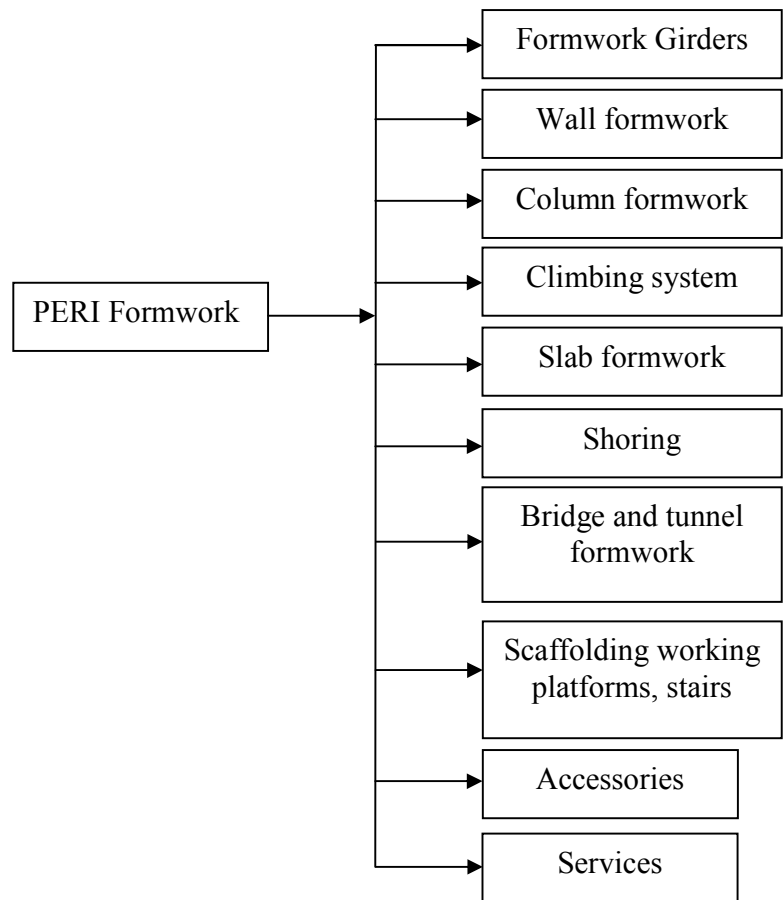 Formwork Girders
Wall formwork
Column formwork
Climbing system
PERI Formwork
Slab formwork
Shoring
Bridge and tunnel
formwork
Scaffolding working
platforms, stairs
Accessories
Services